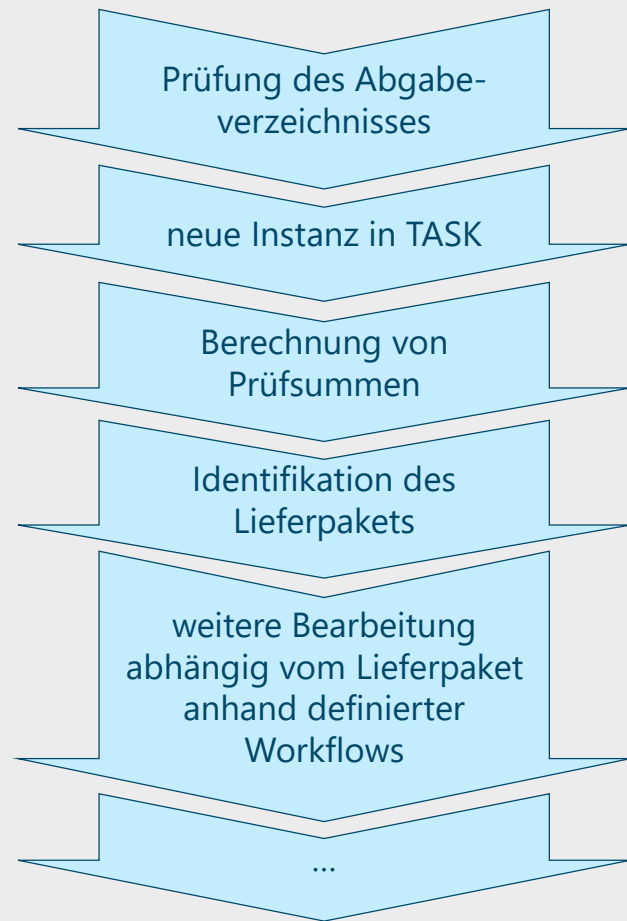 Prüfung des Abgabe-
verzeichnisses
neue Instanz in TASK
Berechnung von
Prüfsummen
Identifikation des
Lieferpakets
weitere Bearbeitung
abhängig vom Lieferpaket
anhand definierter
Workflows
...